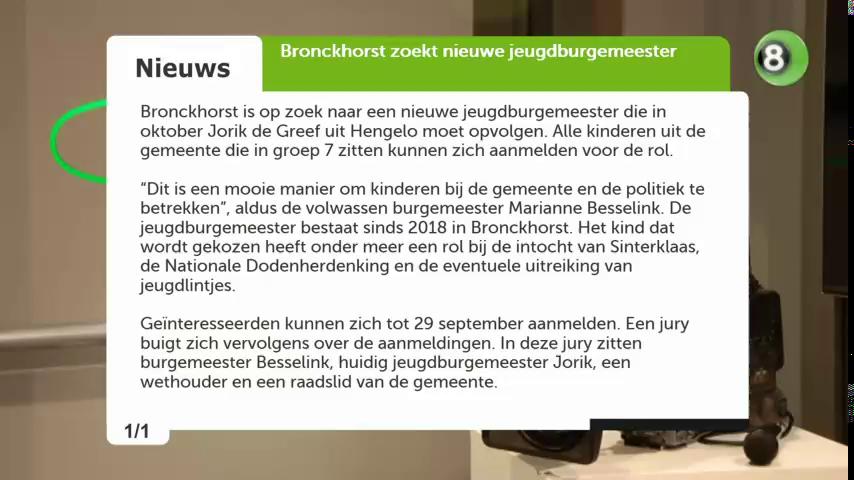 Nieuws
Bronckhorst zoekt nieuwe jeugdburgemeester
8
Bronckhorst is op zoek naar een nieuwe jeugdburgemeester die in
oktober Jorik de Greef uit Hengelo moet opvolgen. Alle kinderen uit de
gemeente die in groep 7 zitten kunnen zich aanmelden voor de rol.
“Dit is een mooie manier om kinderen bij de gemeente en de politiek te
betrekken”, aldus de volwassen burgemeester Marianne Besselink. De
jeugdburgemeester bestaat sinds 2018 in Bronckhorst. Het kind dat
wordt gekozen heeft onder meer een rol bij de intocht van Sinterklaas,
de Nationale Dodenherdenking en de eventuele uitreiking van
jeugdlintjes.
Geïnteresseerden kunnen zich tot 29 september aanmelden. Een jury
buigt zich vervolgens over de aanmeldingen. In deze jury zitten
burgemeester Besselink, huidig jeugdburgemeester Jorik, een
wethouder en een raadslid van de gemeente.
1/1